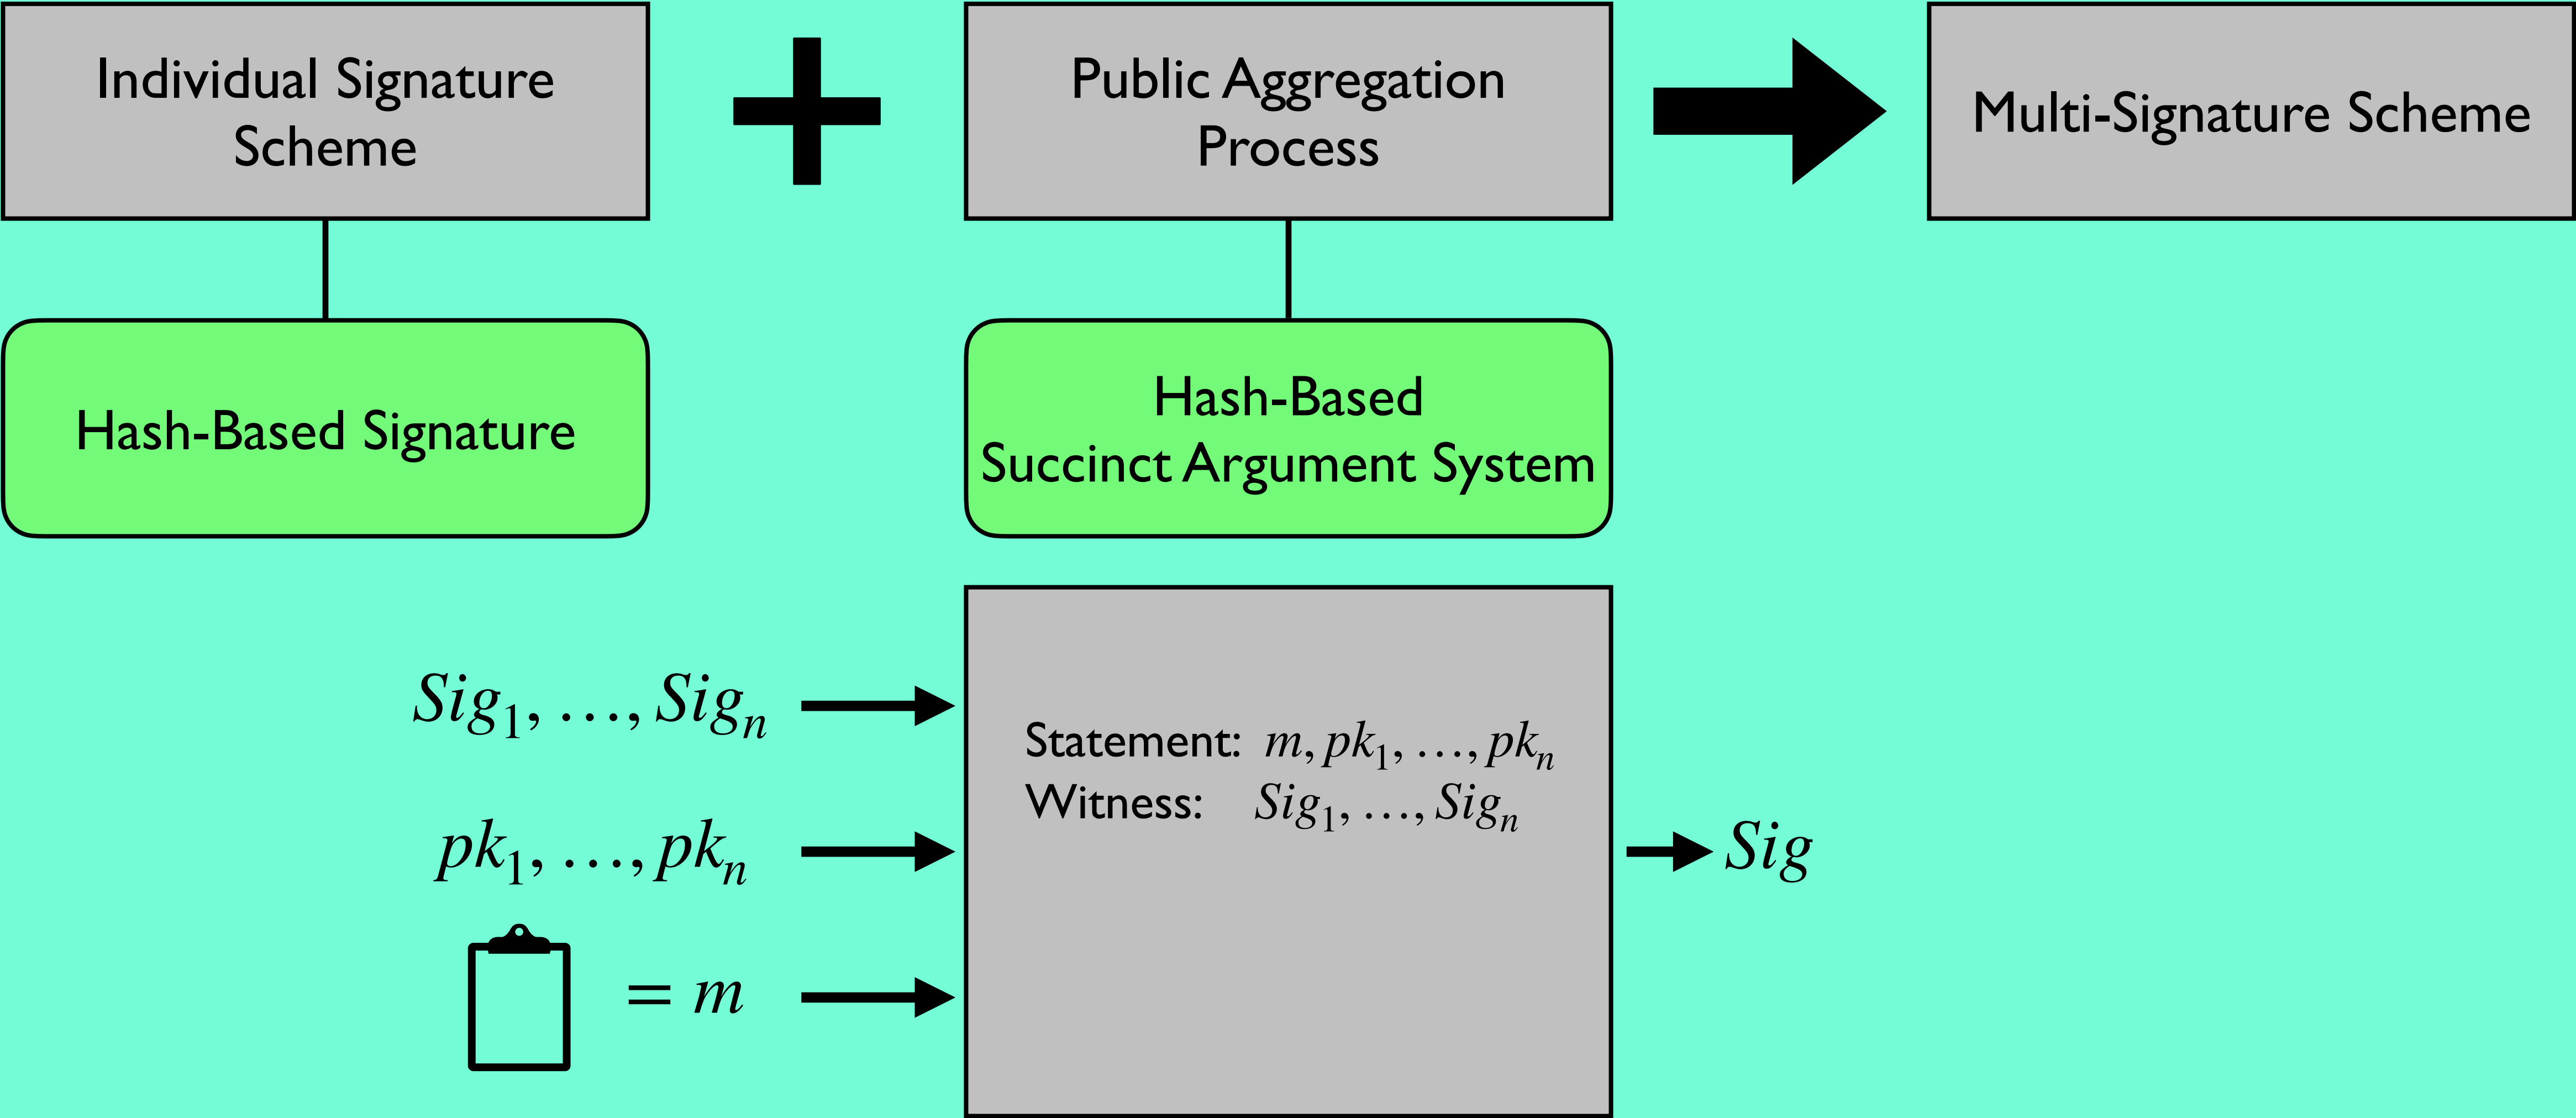 Individual Signature
Scheme
Public Aggregation
Process
Multi-Signature Scheme
Hash-Based Signature
Hash-Based
Succinct Argument System
Sig₁, …, Sigₙ
pk₁, …, pkₙ
= m
Statement: m, pk₁, …, pkₙ
Witness: Sig₁, …, Sigₙ
Sig